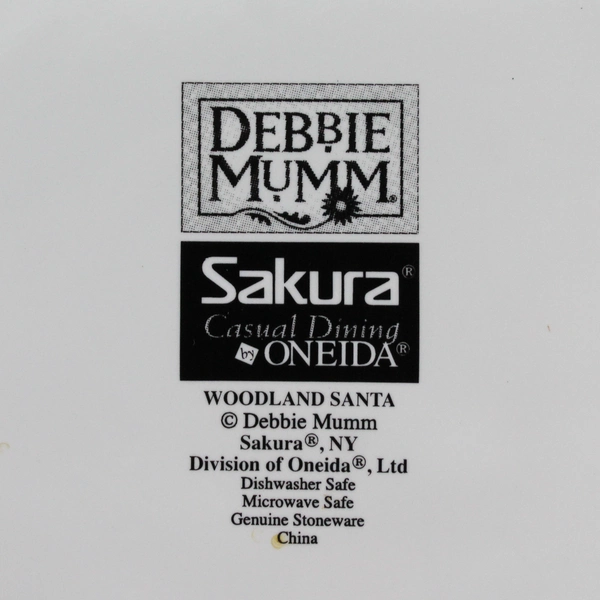 DEBBIE
MUMM®
Sakura®
Casual Dining
by ONEIDA®
WOODLAND SANTA
© Debbie Mumm
Sakura®, NY
Division of Oneida®, Ltd
Dishwasher Safe
Microwave Safe
Genuine Stoneware
China